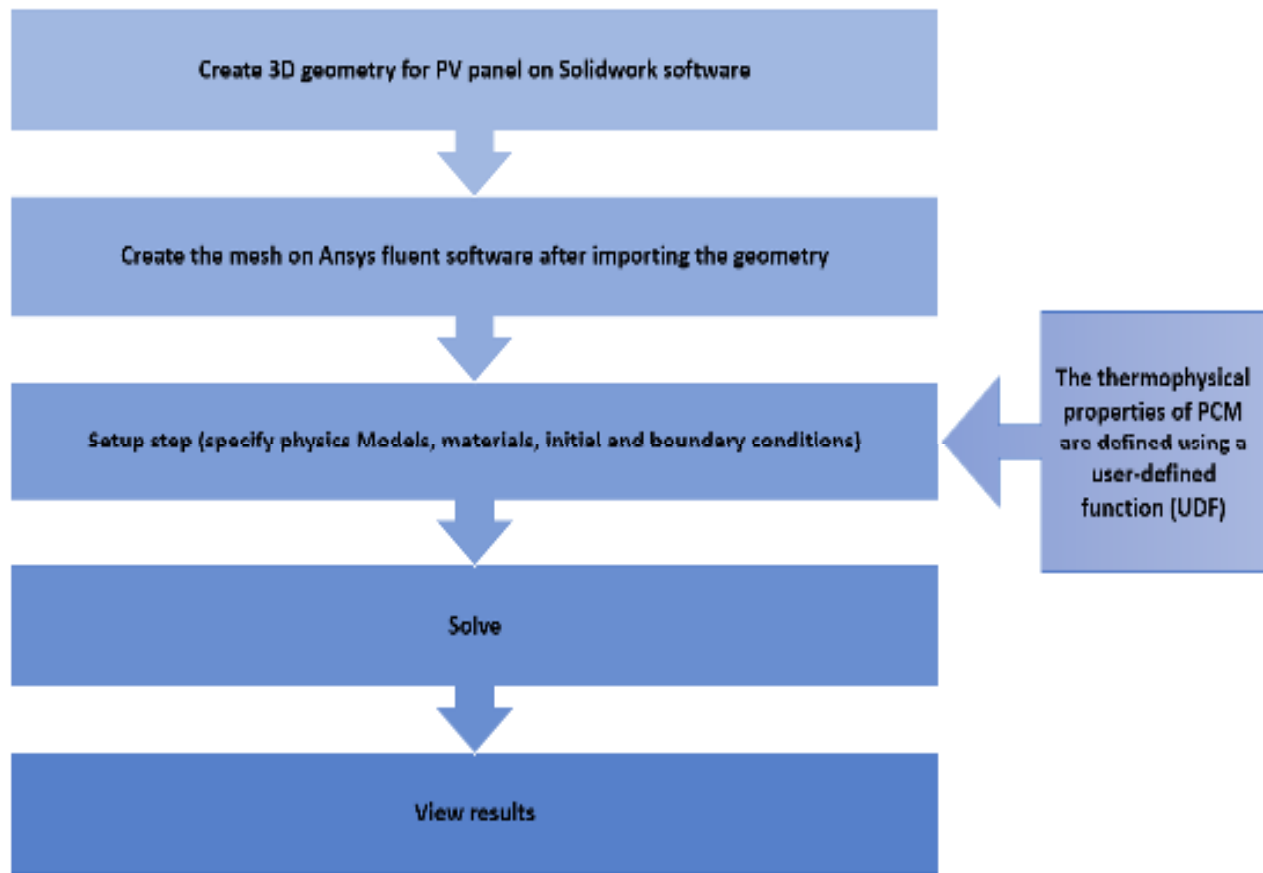 Create 3D geometry for PV panel on Solidwork software
Create the mesh on Ansys fluent software after importing the geometry
Setup step (specify physics Models, materials, initial and boundary conditions)
The thermophysical
properties of PCM
are defined using a
user-defined
function (UDF)
Solve
View results